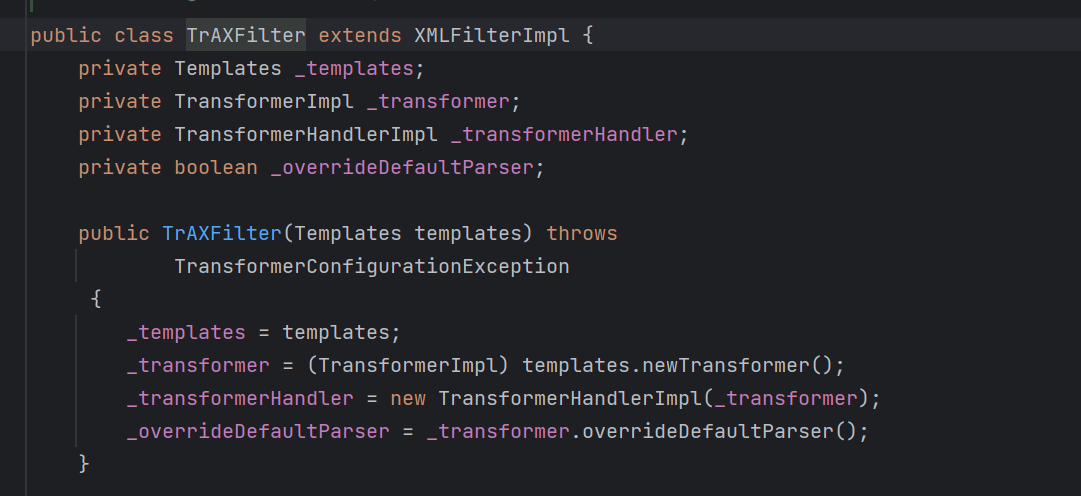 public class TrAXFilter extends XMLFilterImpl {
private Templates _templates;
private TransformerImpl _transformer;
private TransformerHandlerImpl _transformerHandler;
private boolean _overrideDefaultParser;
public TrAXFilter(Templates templates) throws
TransformerConfigurationException
{
_templates = templates;
_transformer = (TransformerImpl) templates.newTransformer();
_transformerHandler = new TransformerHandlerImpl(_transformer);
_overrideDefaultParser = _transformer.overrideDefaultParser();
}